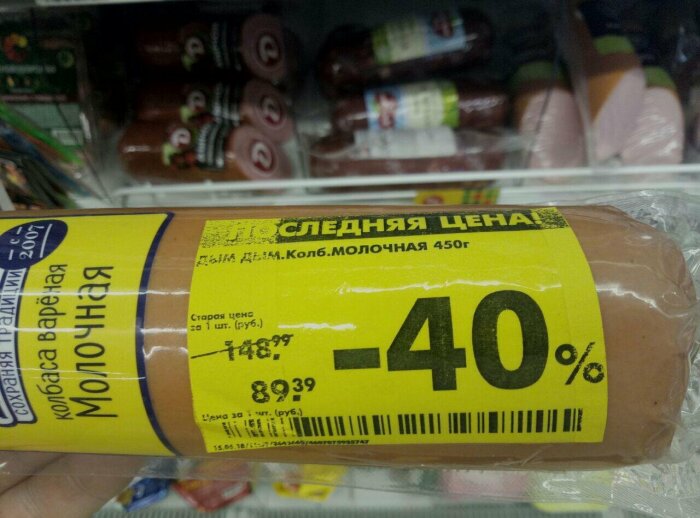 ПОСЛЕДНЯЯ ЦЕНА!
ДЫМ ДЫМ.Колб.МОЛОЧНАЯ 450г
Старая цена
за 1 шт. (руб.)
148.99
-40%
89.39
Цена за 1 шт. (руб.)
СОХРАНЯЯ ТРАДИЦИИ
с
2007
колбаса варёная
Молочная